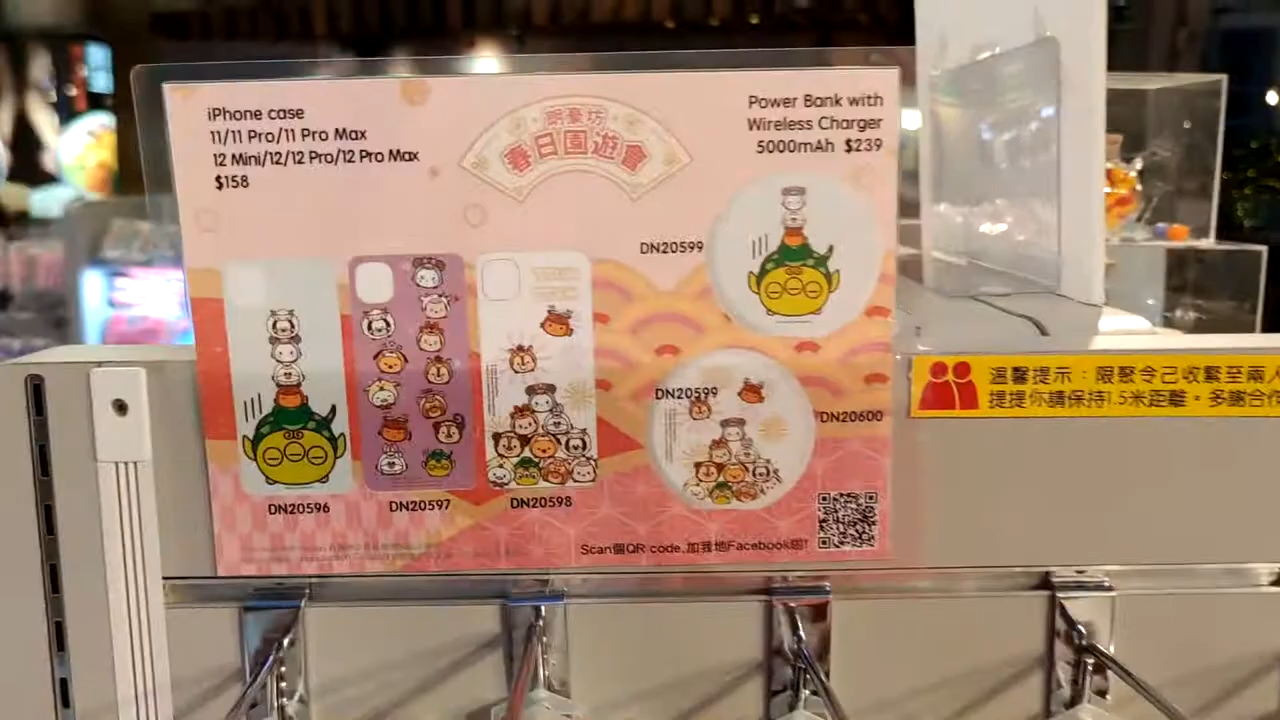 iPhone case
11/11 Pro/11 Pro Max
12 Mini/12/12 Pro/12 Pro Max
$158
朗豪坊
春日園遊會
Power Bank with
Wireless Charger
5000mAh $239
DN20599
DN20599
DN20600
DN20596
DN20597
DN20598
Scan個QR code,加我地Facebook啦!
溫馨提示：限聚令已收緊至兩人
提提你請保持1.5米距離。多謝合作